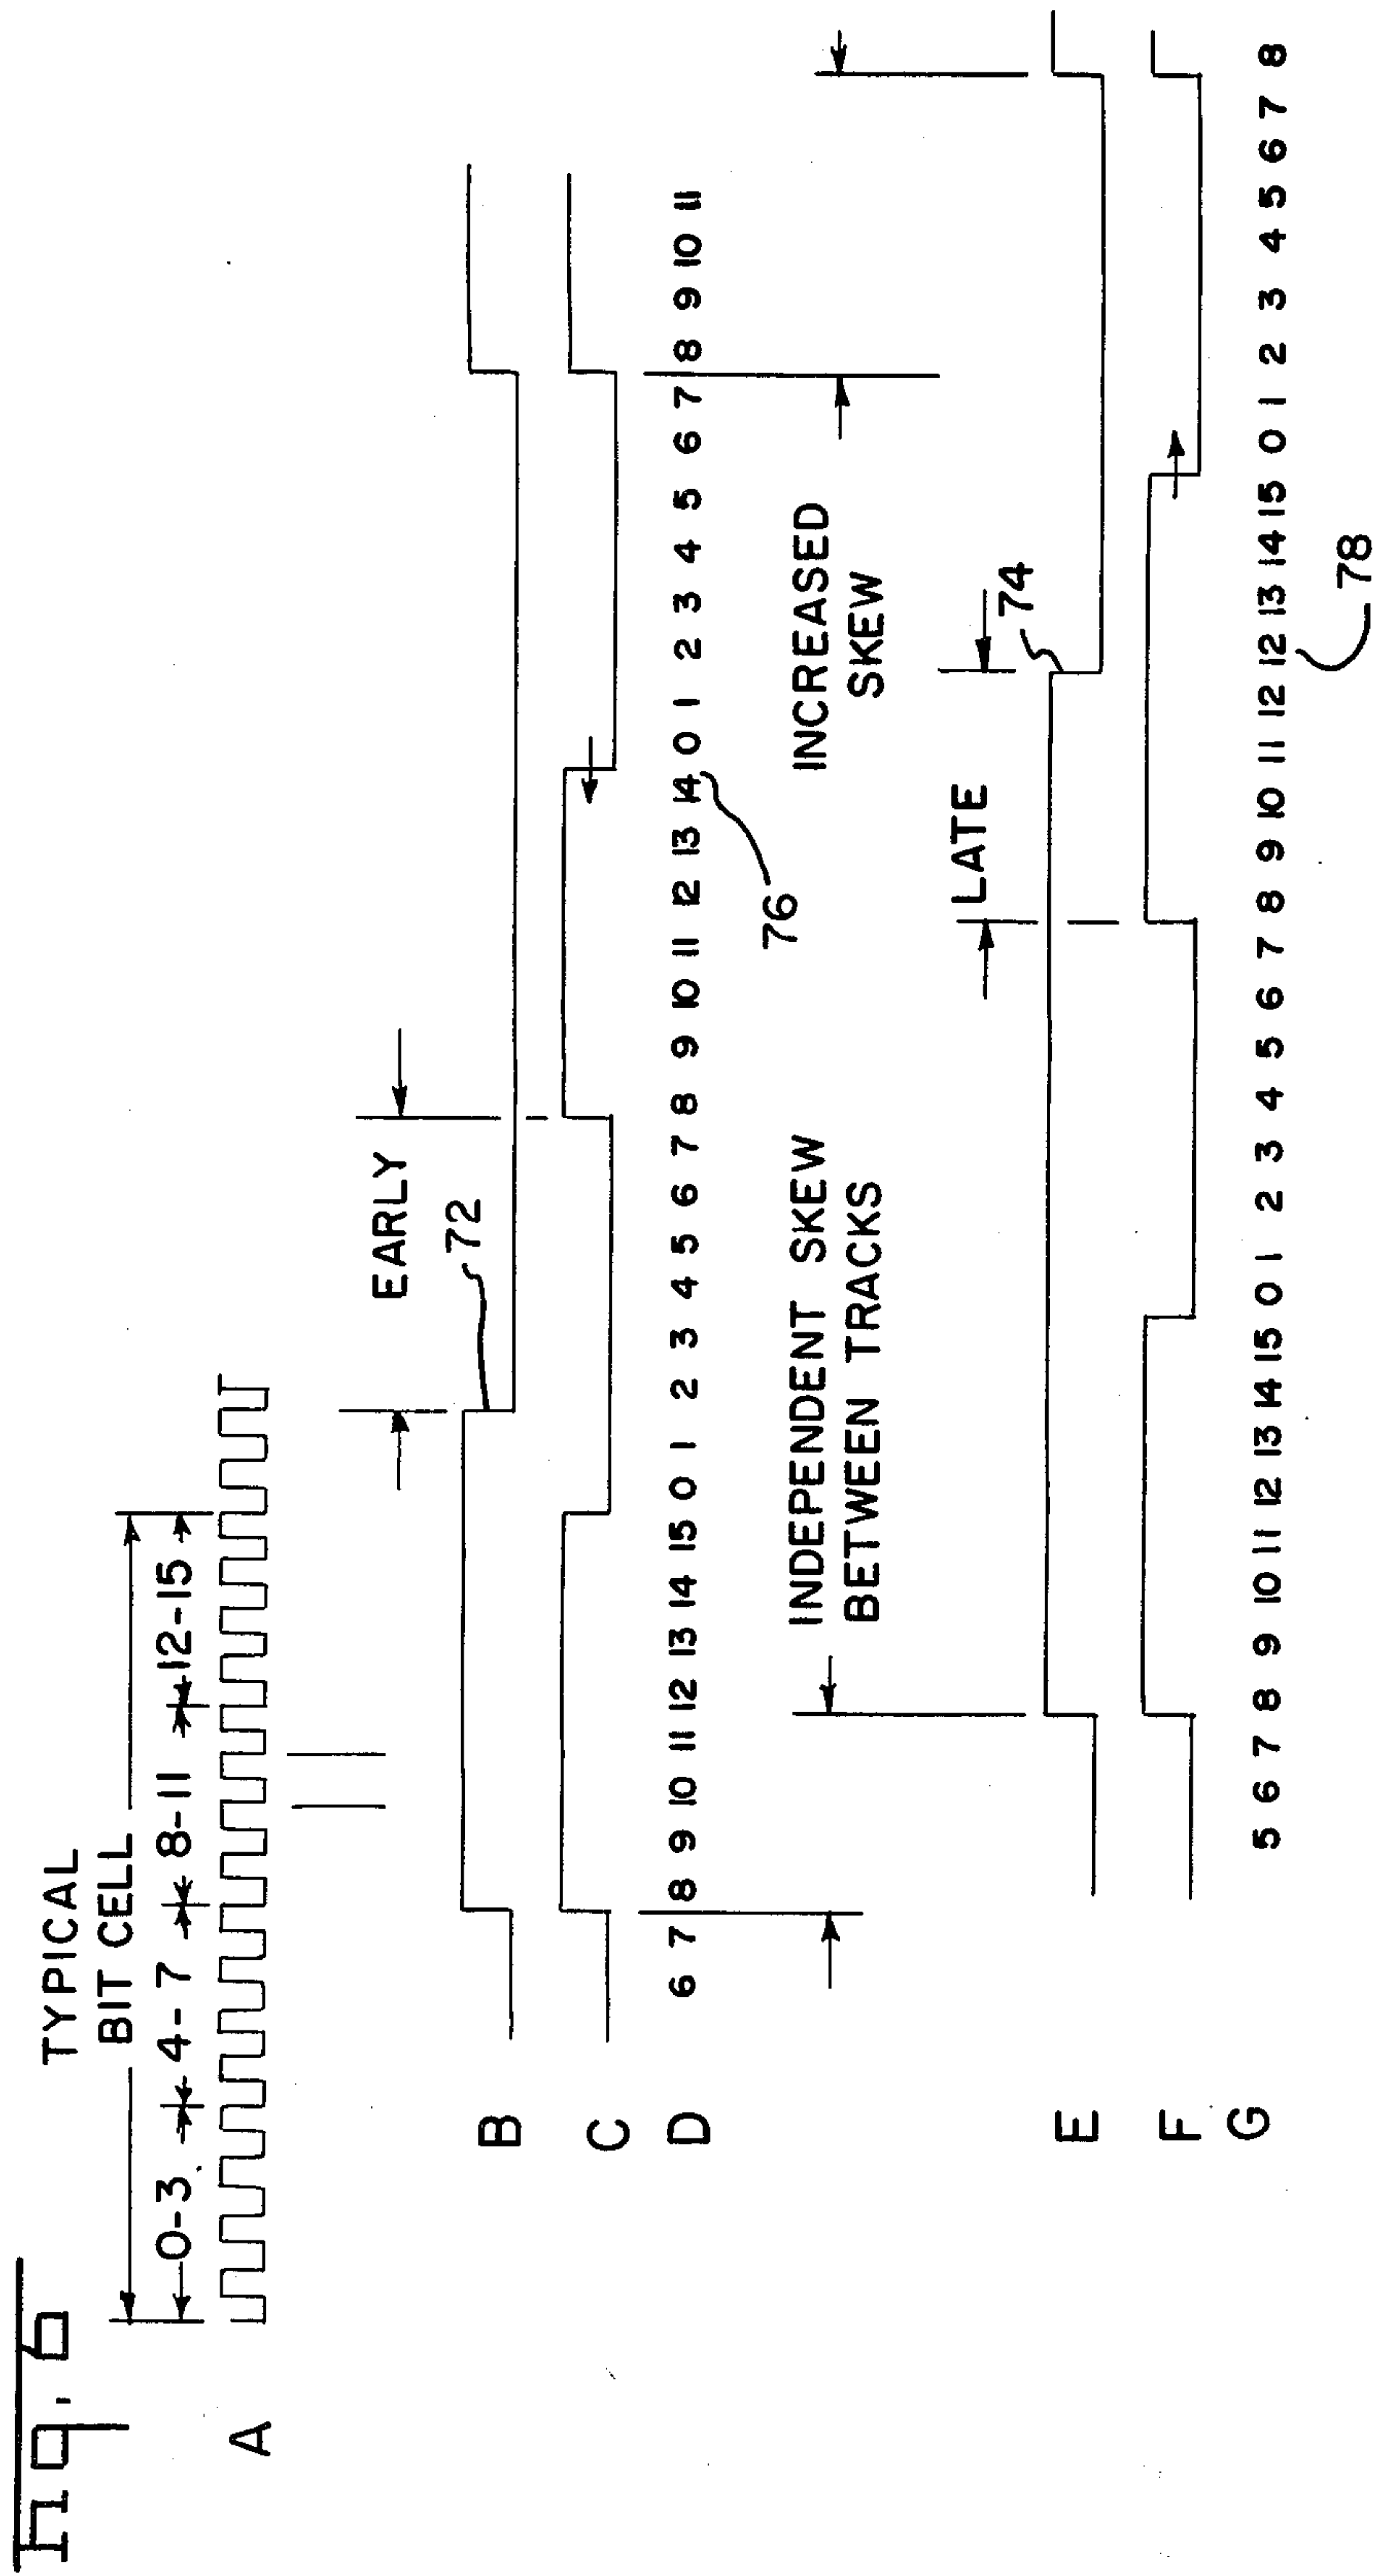 Fig. 6
TYPICAL
BIT CELL
0-3 4-7 8-11 12-15
A
EARLY
72
B
C
D 6 7 8 9 10 11 12 13 14 15 0 1 2 3 4 5 6 7 8 9 10 11 12 13 14 0 1 2 3 4 5 6 7 8 9 10 11
76
INDEPENDENT SKEW
BETWEEN TRACKS
INCREASED
SKEW
LATE
74
E
F
G 5 6 7 8 9 10 11 12 13 14 15 0 1 2 3 4 5 6 7 8 9 10 11 12 12 13 14 15 0 1 2 3 4 5 6 7 8
78